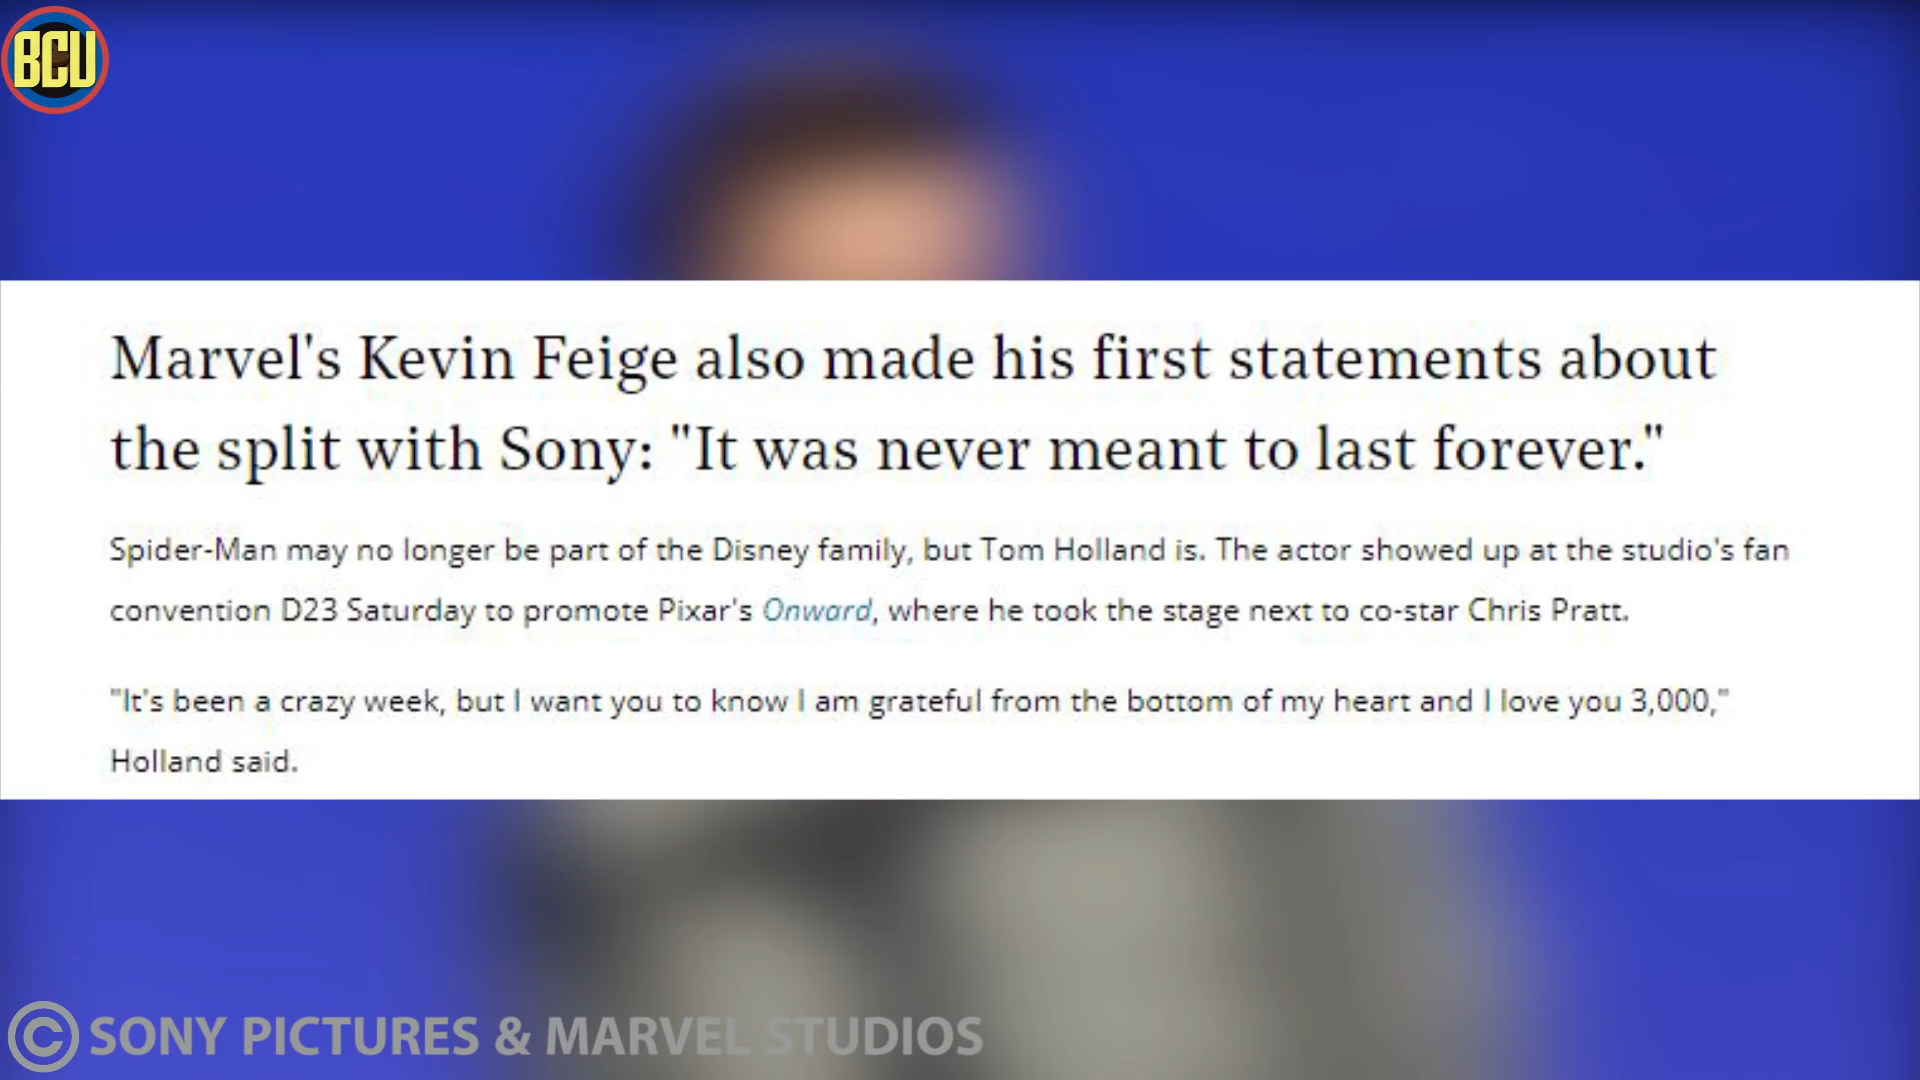 BCU
Marvel's Kevin Feige also made his first statements about
the split with Sony: "It was never meant to last forever."
Spider-Man may no longer be part of the Disney family, but Tom Holland is. The actor showed up at the studio's fan
convention D23 Saturday to promote Pixar's Onward, where he took the stage next to co-star Chris Pratt.
"It's been a crazy week, but I want you to know I am grateful from the bottom of my heart and I love you 3,000,"
Holland said.
© SONY PICTURES & MARVEL STUDIOS